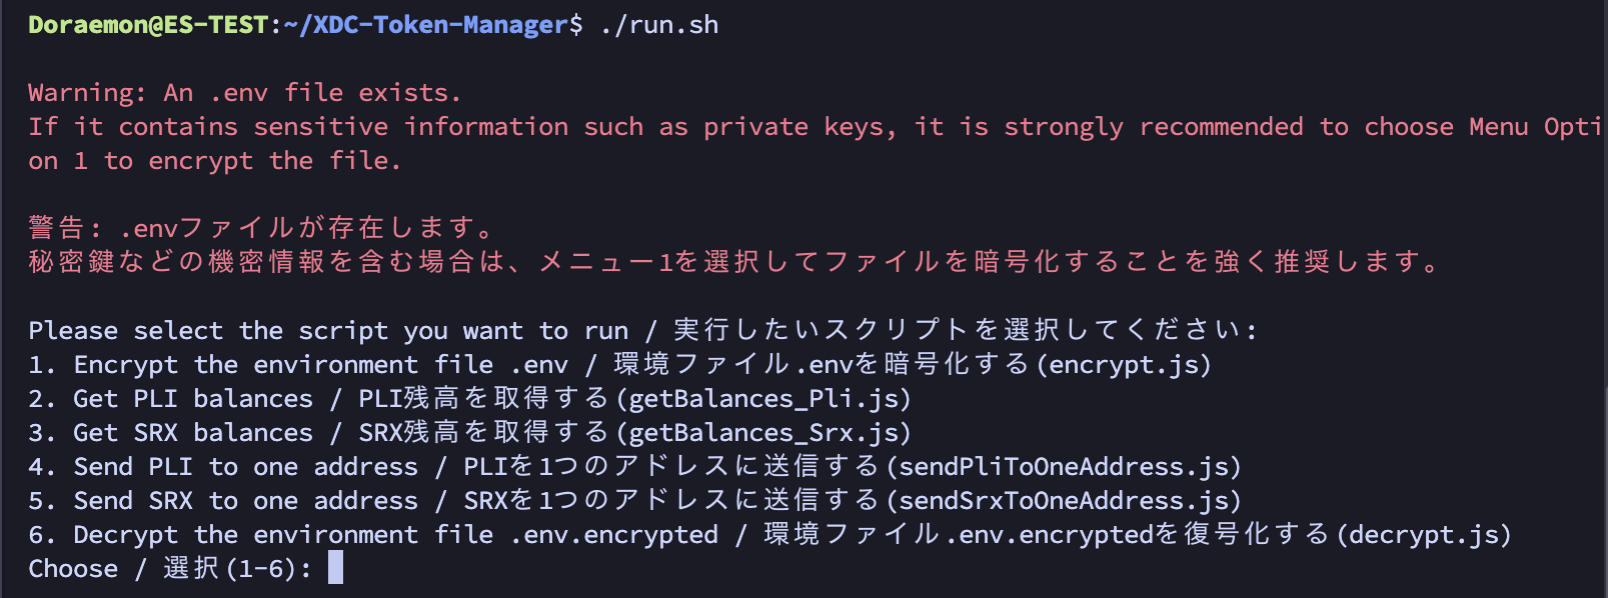 Doraemon@ES-TEST:~/XDC-Token-Manager$ ./run.sh
Warning: An .env file exists.
If it contains sensitive information such as private keys, it is strongly recommended to choose Menu Opti
on 1 to encrypt the file.
警告: .envファイルが存在します。
秘密鍵などの機密情報を含む場合は、メニュー1を選択してファイルを暗号化することを強く推奨します。
Please select the script you want to run / 実行したいスクリプトを選択してください:
1. Encrypt the environment file .env / 環境ファイル.envを暗号化する(encrypt.js)
2. Get PLI balances / PLI残高を取得する(getBalances_Pli.js)
3. Get SRX balances / SRX残高を取得する(getBalances_Srx.js)
4. Send PLI to one address / PLIを1つのアドレスに送信する(sendPliToOneAddress.js)
5. Send SRX to one address / SRXを1つのアドレスに送信する(sendSrxToOneAddress.js)
6. Decrypt the environment file .env.encrypted / 環境ファイル.env.encryptedを復号化する(decrypt.js)
Choose / 選択(1-6):